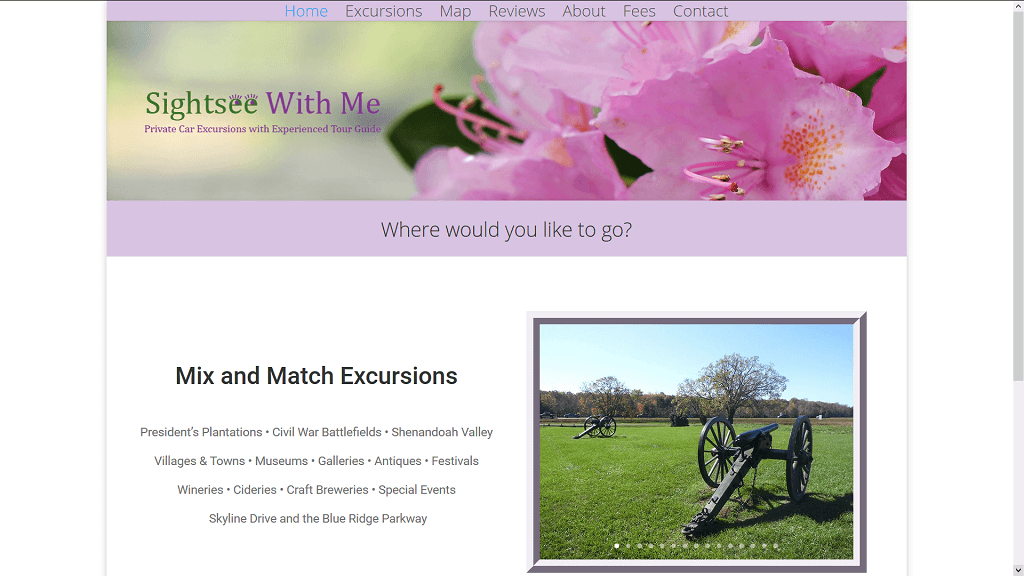 Home Excursions Map Reviews About Fees Contact
Sightsee With Me
Private Car Excursions with Experienced Tour Guide
Where would you like to go?
Mix and Match Excursions
President’s Plantations • Civil War Battlefields • Shenandoah Valley
Villages & Towns • Museums • Galleries • Antiques • Festivals
Wineries • Cideries • Craft Breweries • Special Events
Skyline Drive and the Blue Ridge Parkway